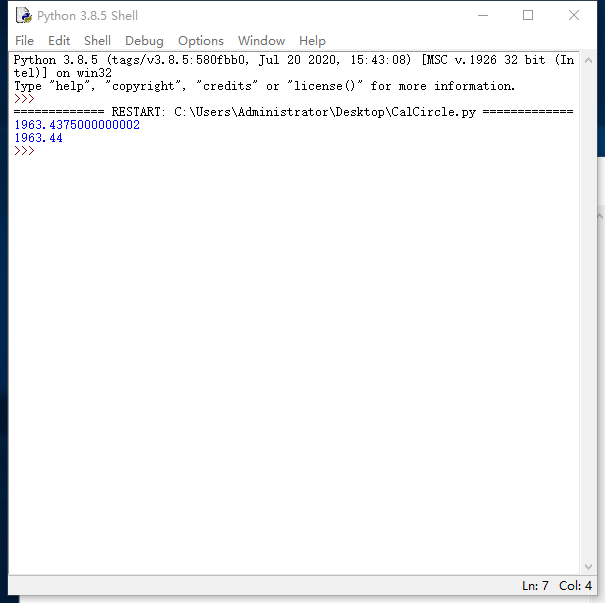 Python 3.8.5 Shell
File Edit Shell Debug Options Window Help
Python 3.8.5 (tags/v3.8.5:580fbb0, Jul 20 2020, 15:43:08) [MSC v.1926 32 bit (In
tel)] on win32
Type "help", "copyright", "credits" or "license()" for more information.
>>>
============= RESTART: C:\Users\Administrator\Desktop\CalCircle.py =============
1963.4375000000002
1963.44
>>>
Ln: 7 Col: 4